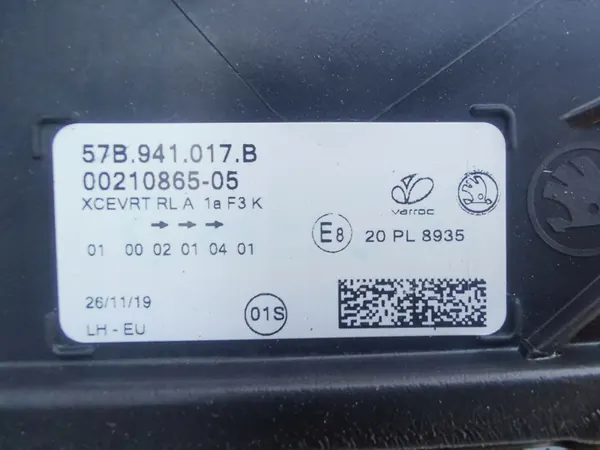 57B.941.017.B
00210865-05
XCEVRT RL A 1a F3 K
01 00 02 01 04 01
varroc
E8 20 PL 8935
26/11/19
01S
LH - EU